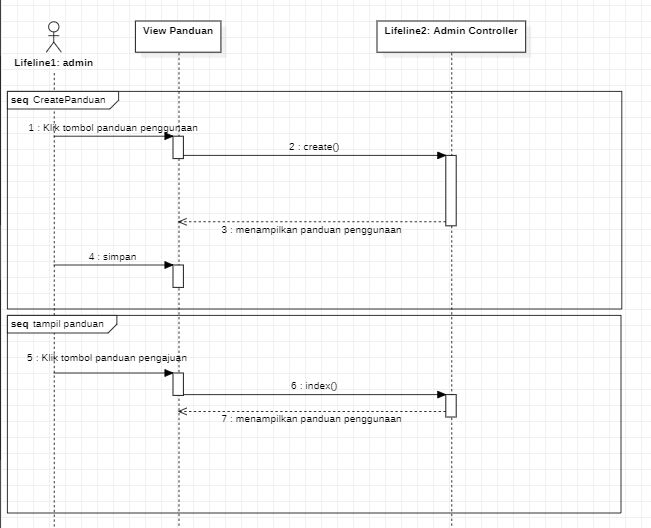 View Panduan
Lifeline2: Admin Controller
Lifeline1: admin
seq CreatePanduan
1 : Klik tombol panduan penggunaan
2 : create()
3 : menampilkan panduan penggunaan
4 : simpan
seq tampil panduan
5 : Klik tombol panduan pengajuan
6 : index()
7 : menampilkan panduan penggunaan